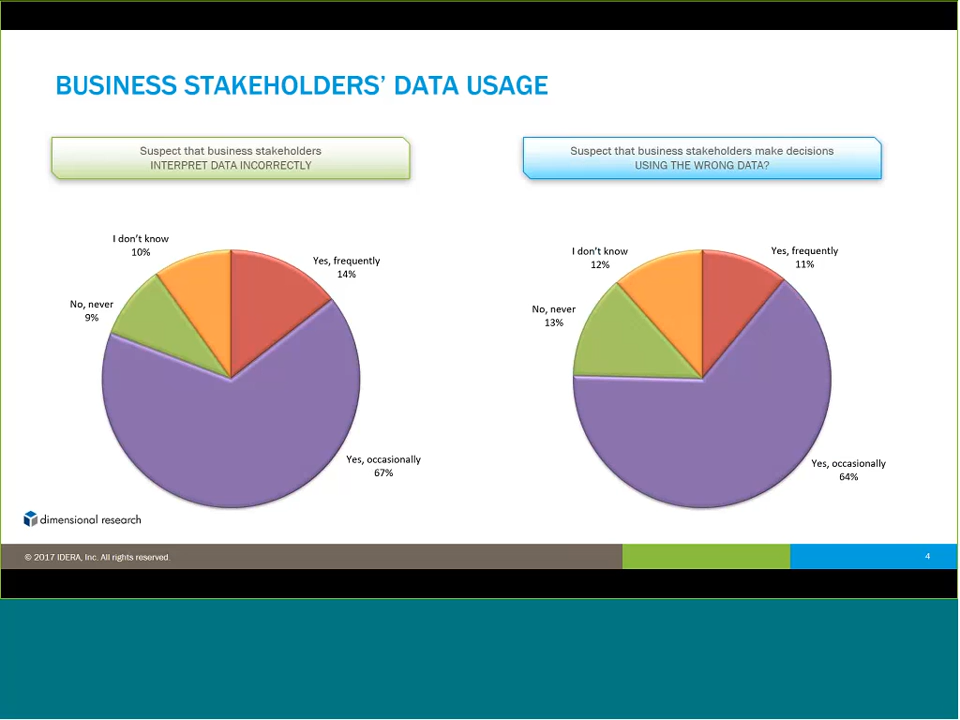 BUSINESS STAKEHOLDERS’ DATA USAGE
Suspect that business stakeholders
INTERPRET DATA INCORRECTLY
I don’t know
10%
Yes, frequently
14%
No, never
9%
Yes, occasionally
67%
Suspect that business stakeholders make decisions
USING THE WRONG DATA?
I don’t know
12%
Yes, frequently
11%
No, never
13%
Yes, occasionally
64%
dimensional research
© 2017 IDERA, Inc. All rights reserved.
4